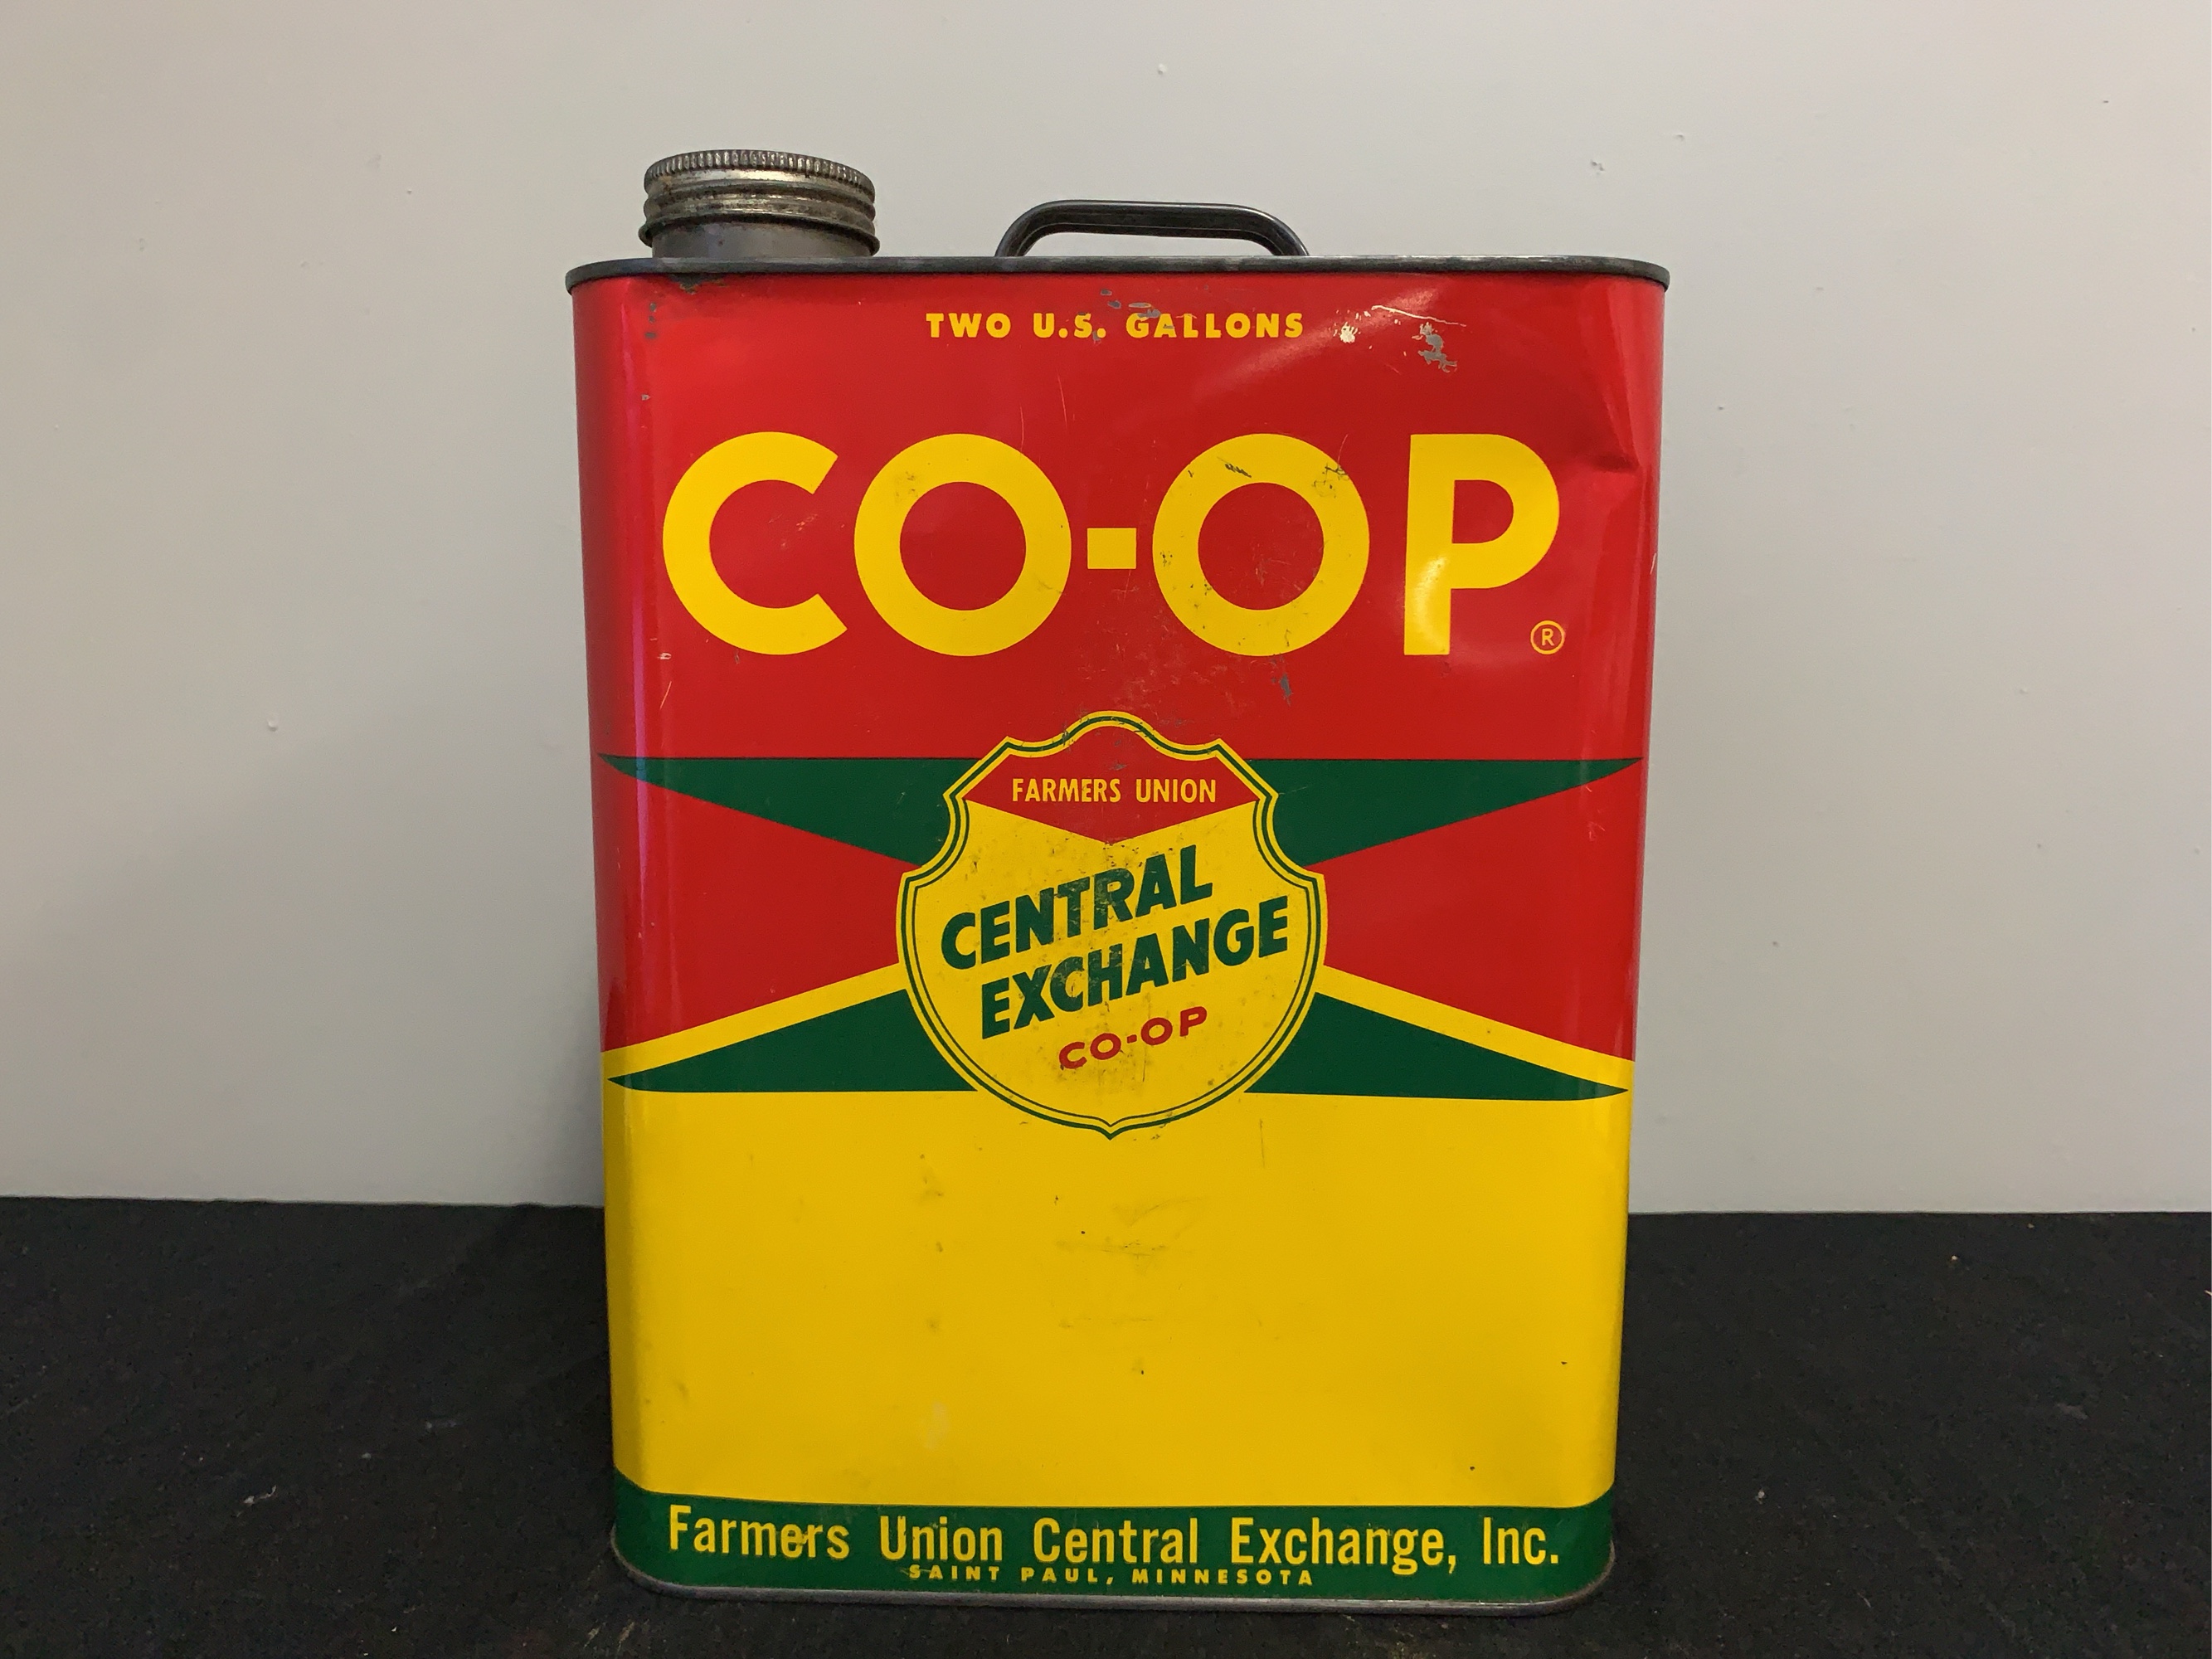 TWO U.S. GALLONS
CO-OP®
FARMERS UNION
CENTRAL
EXCHANGE
CO-OP
Farmers Union Central Exchange, Inc.
SAINT PAUL, MINNESOTA